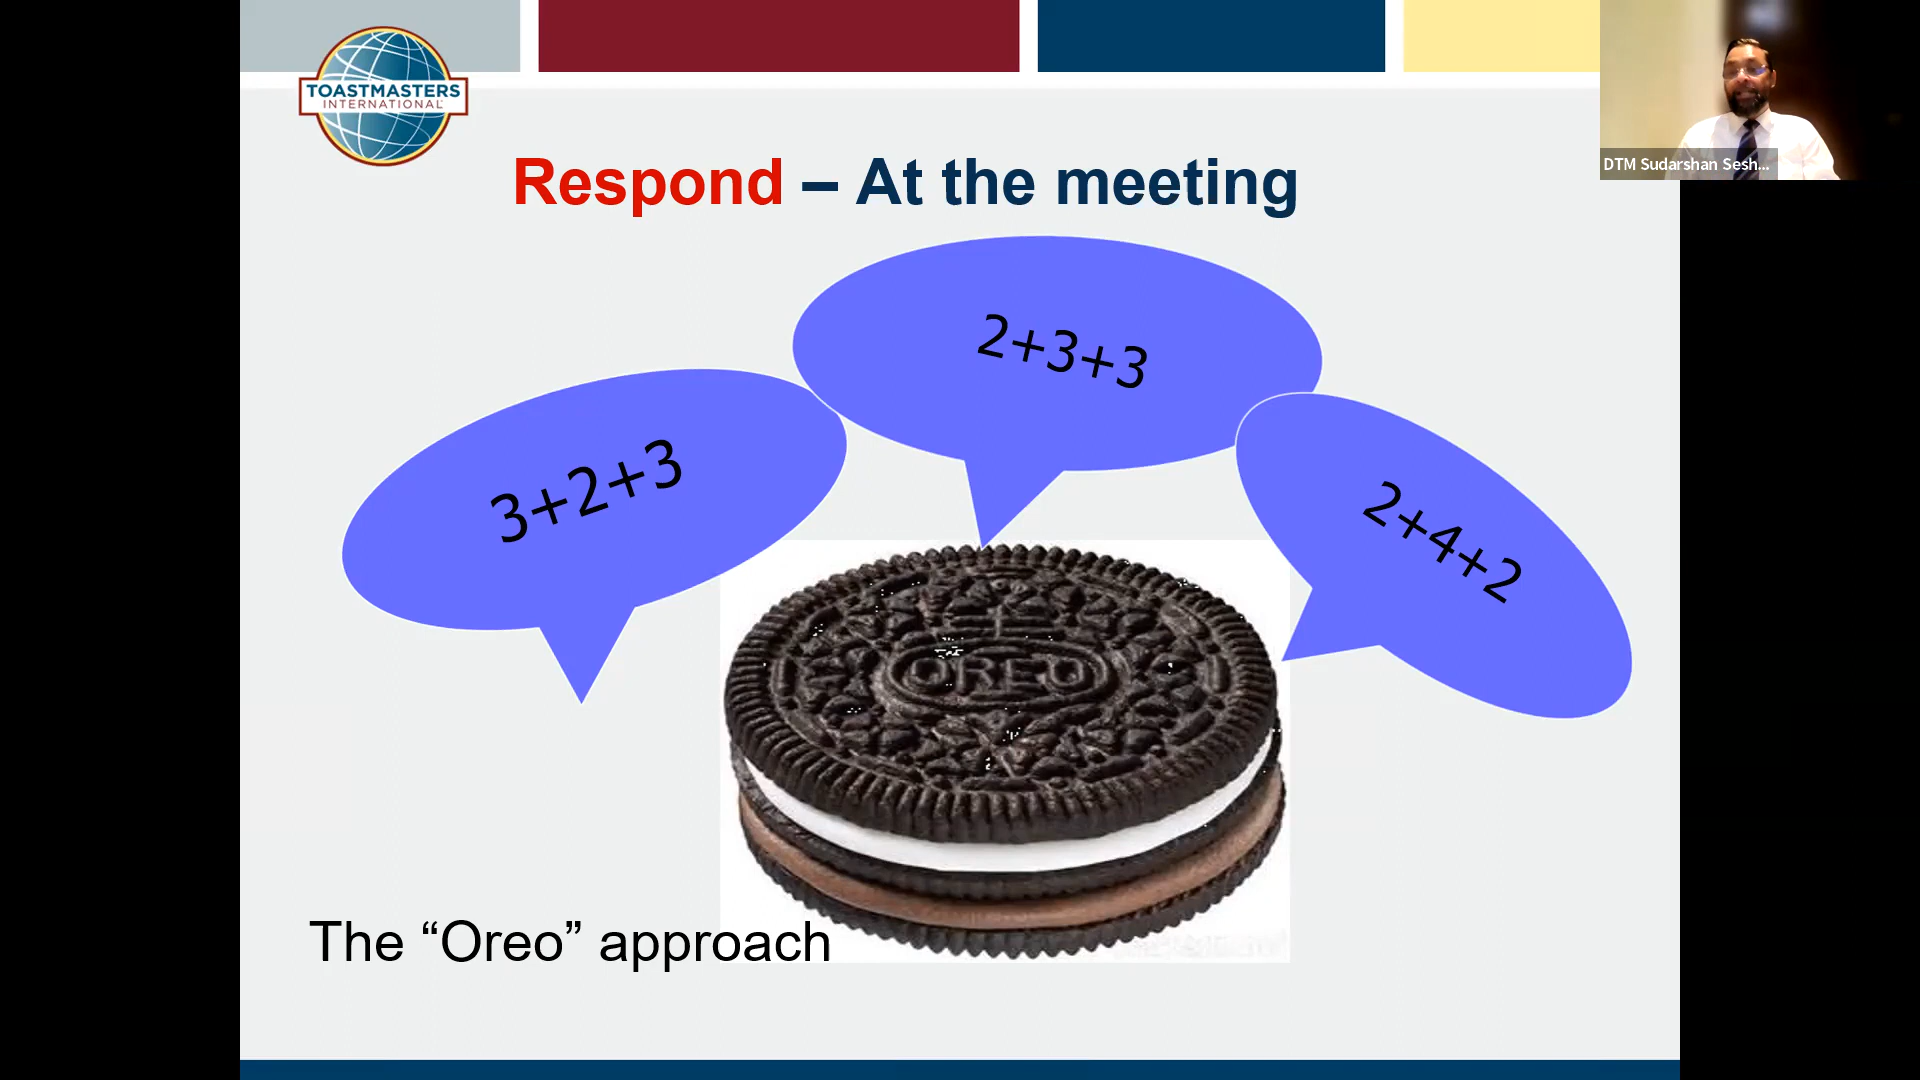 TOASTMASTERS
INTERNATIONAL
DTM Sudarshan Sesh...
Respond – At the meeting
2+3+3
3+2+3
2+4+2
OREO
The “Oreo” approach